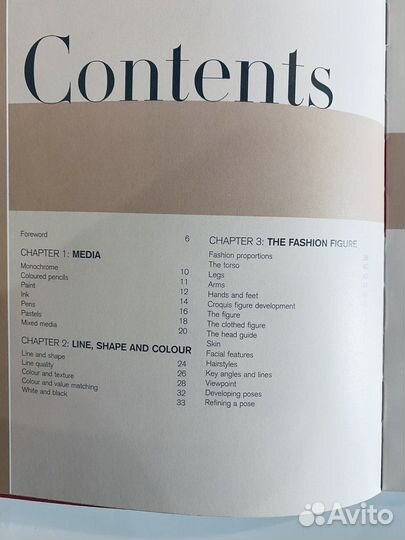 Contents
Foreword 6
CHAPTER 1: MEDIA
Monochrome 10
Coloured pencils 11
Paint 12
Ink 14
Pens 16
Pastels 18
Mixed media 20
CHAPTER 2: LINE, SHAPE AND COLOUR
Line and shape 24
Line quality 26
Colour and texture 28
Colour and value matching 32
White and black 33
CHAPTER 3: THE FASHION FIGURE
Fashion proportions
The torso
Legs
Arms
Hands and feet
Croquis figure development
The figure
The clothed figure
The head guide
Skin
Facial features
Hairstyles
Key angles and lines
Viewpoint
Developing poses
Refining a pose
Avito